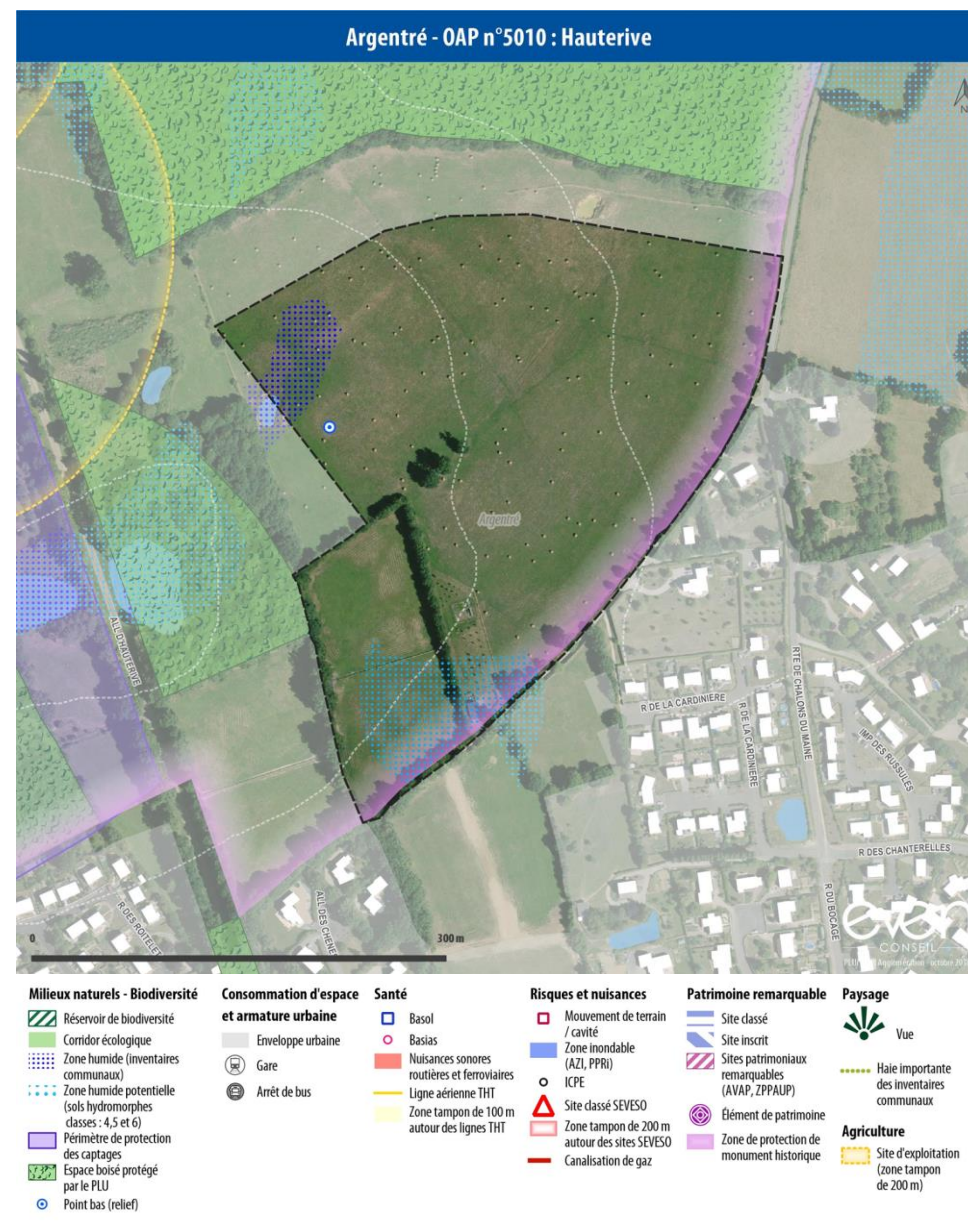 Argentré - OAP n°5010 : Hauterive
N
Argentré
ALL D'HAUTERIVE
R DE LA CARDINIERE
R DE LA CARDINIERE
RTE DE CHALONS DU MAINE
IMP DES RUSSULES
R DES CHANTERELLES
R DU BOCAGE
R DES ROITELET
ALL DES CHENE
0
300 m
even
CONSEIL
Milieux naturels - Biodiversité
Réservoir de biodiversité
Corridor écologique
Zone humide (inventaires
communaux)
Zone humide potentielle
(sols hydromorphes
classes : 4,5 et 6)
Périmètre de protection
des captages
Espace boisé protégé
par le PLU
Point bas (relief)
Consommation d'espace
et armature urbaine
Enveloppe urbaine
Gare
Arrêt de bus
Santé
Basol
Basias
Nuisances sonores
routières et ferroviaires
Ligne aérienne THT
Zone tampon de 100 m
autour des lignes THT
Risques et nuisances
Mouvement de terrain
/ cavité
Zone inondable
(AZI, PPRi)
ICPE
Site classé SEVESO
Zone tampon de 200 m
autour des sites SEVESO
Canalisation de gaz
Patrimoine remarquable
Site classé
Site inscrit
Sites patrimoniaux
remarquables
(AVAP, ZPPAUP)
Élément de patrimoine
Zone de protection de
monument historique
Paysage
Vue
Haie importante
des inventaires
communaux
Agriculture
Site d'exploitation
(zone tampon
de 200 m)